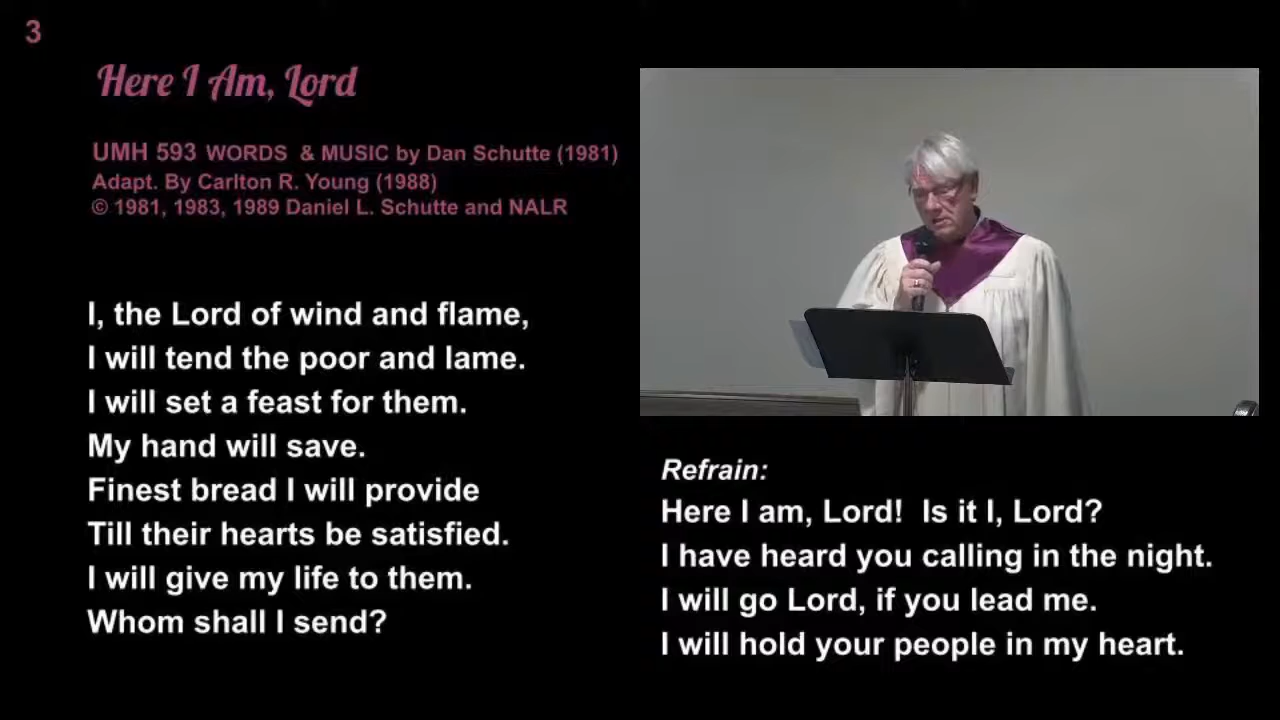 3
Here I Am, Lord
UMH 593 WORDS & MUSIC by Dan Schutte (1981)
Adapt. By Carlton R. Young (1988)
© 1981, 1983, 1989 Daniel L. Schutte and NALR
I, the Lord of wind and flame,
I will tend the poor and lame.
I will set a feast for them.
My hand will save.
Finest bread I will provide
Till their hearts be satisfied.
I will give my life to them.
Whom shall I send?
Refrain:
Here I am, Lord!  Is it I, Lord?
I have heard you calling in the night.
I will go Lord, if you lead me.
I will hold your people in my heart.